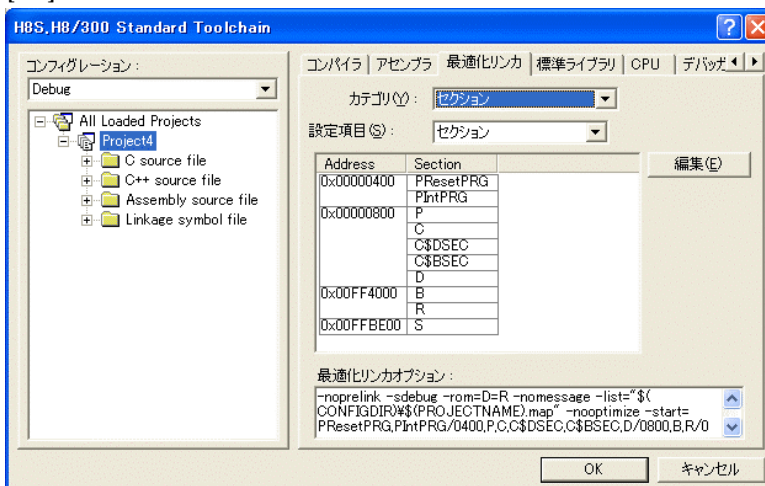 H8S,H8/300 Standard Toolchain
コンフィグレーション :
Debug
All Loaded Projects
Project4
C source file
C++ source file
Assembly source file
Linkage symbol file
コンパイラ アセンブラ 最適化リンカ 標準ライブラリ CPU デバッガ
カテゴリ(Y) : セクション
設定項目(S) : セクション
Address Section
0x00000400 PResetPRG
PIntPRG
0x00000800 P
C
C$DSEC
C$BSEC
D
0x00FF4000 B
R
0x00FFBE00 S
編集(E)
最適化リンカオプション :
-noprelink -sdebug -rom=D=R -nomessage -list="$(
CONFIGDIR)¥$(PROJECTNAME).map" -nooptimize -start=
PResetPRG,PIntPRG/0400,P,C,C$DSEC,C$BSEC,D/0800,B,R/0
OK キャンセル